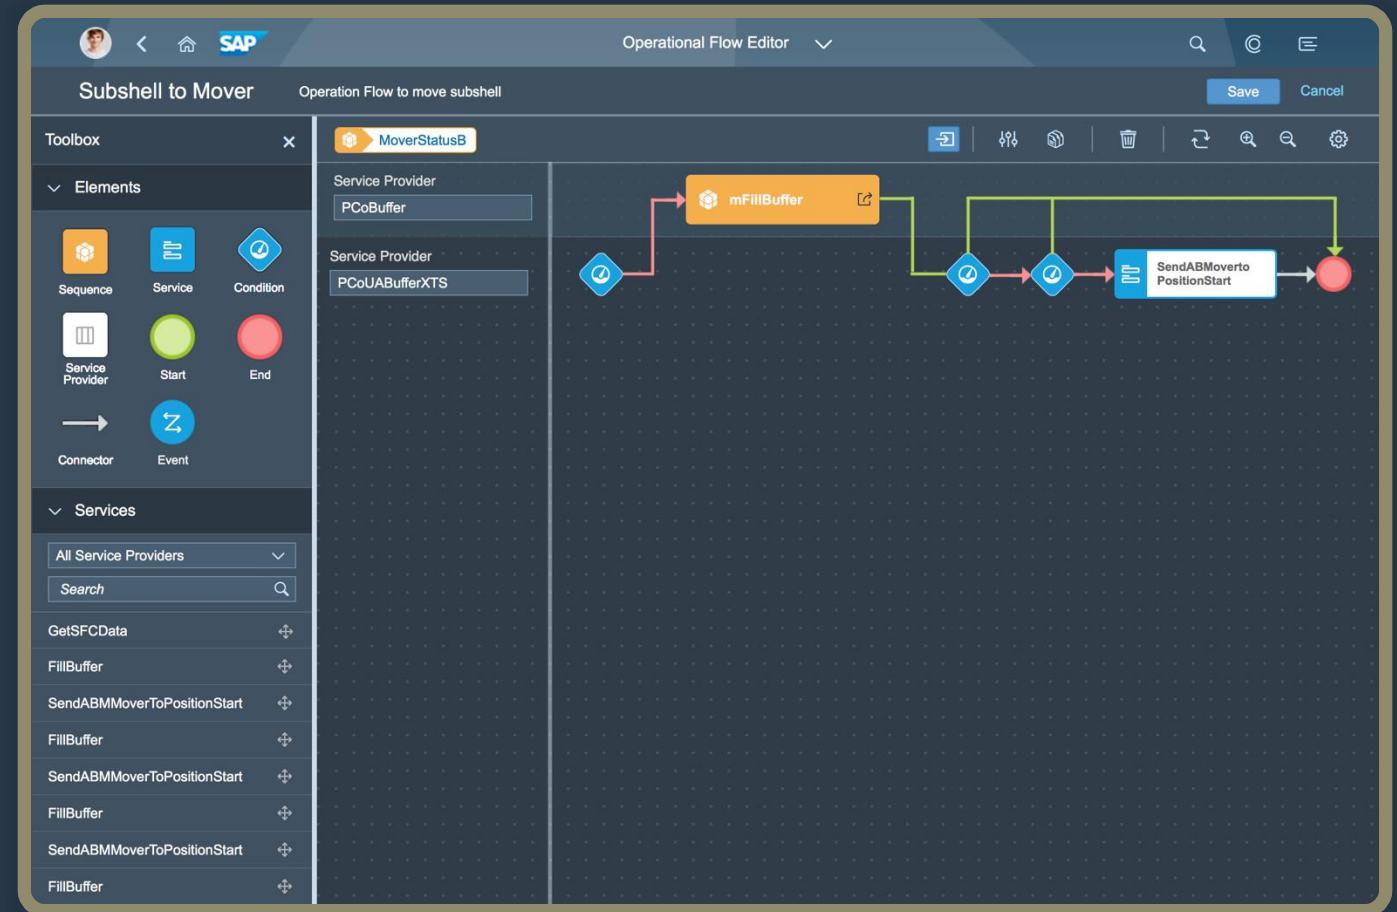 SAP
Operational Flow Editor
Subshell to Mover
Operation Flow to move subshell
Save
Cancel
Toolbox
MoverStatusB
Elements
Sequence
Service
Condition
Service
Provider
Start
End
Connector
Event
Services
All Service Providers
Search
GetSFCData
FillBuffer
SendABMMoverToPositionStart
FillBuffer
SendABMMoverToPositionStart
FillBuffer
SendABMMoverToPositionStart
FillBuffer
Service Provider
PCoBuffer
Service Provider
PCoUABufferXTS
mFillBuffer
SendABMoverto
PositionStart